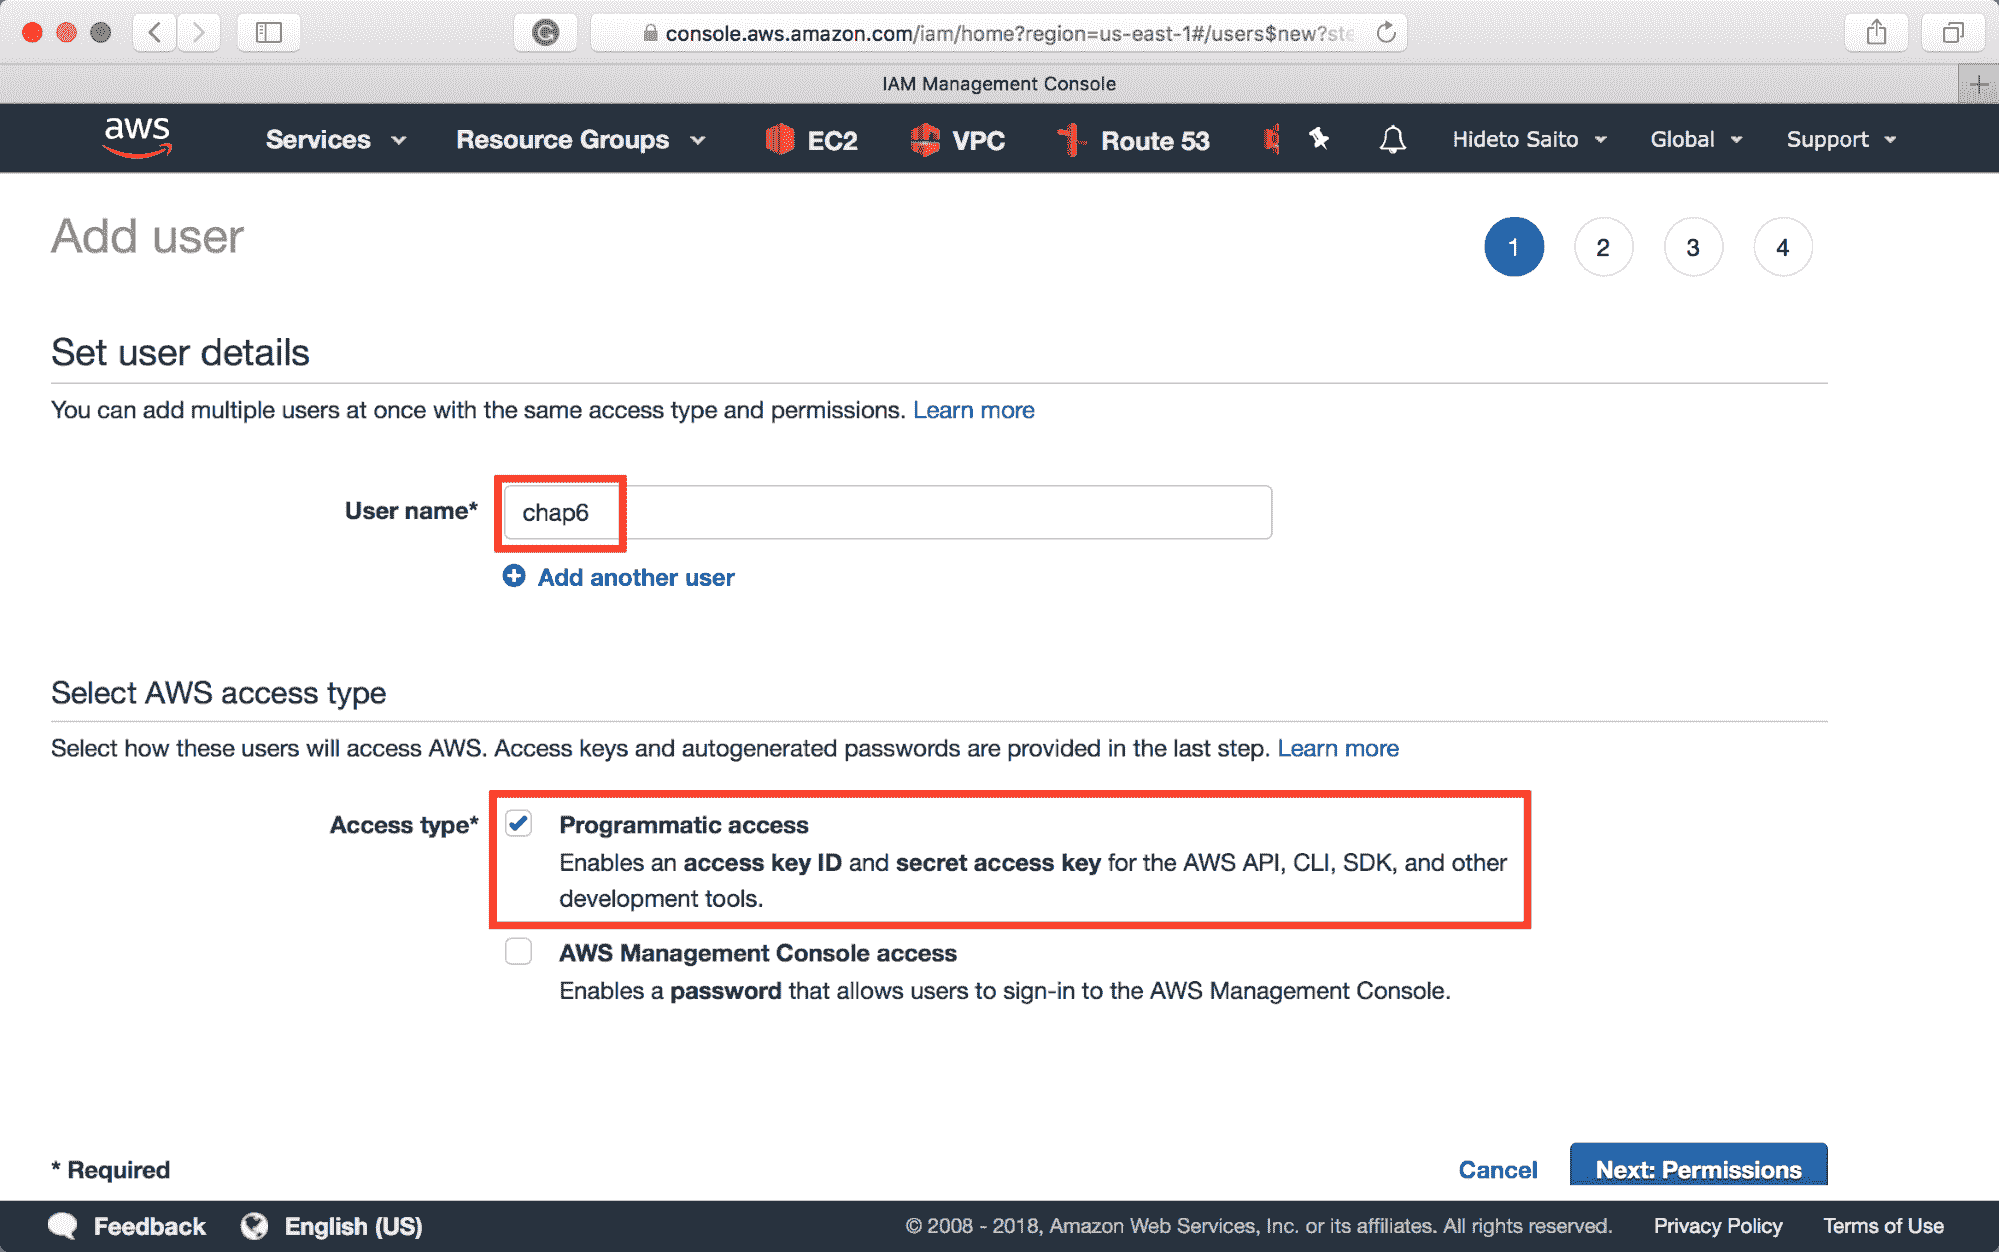 console.aws.amazon.com/iam/home?region=us-east-1#/users$new?ste
IAM Management Console
aws Services Resource Groups EC2 VPC Route 53 Hideto Saito Global Support
Add user 1 2 3 4
Set user details
You can add multiple users at once with the same access type and permissions. Learn more
User name* chap6
Add another user
Select AWS access type
Select how these users will access AWS. Access keys and autogenerated passwords are provided in the last step. Learn more
Access type* Programmatic access
Enables an access key ID and secret access key for the AWS API, CLI, SDK, and other
development tools.
AWS Management Console access
Enables a password that allows users to sign-in to the AWS Management Console.
* Required Cancel Next: Permissions
Feedback English (US) © 2008 - 2018, Amazon Web Services, Inc. or its affiliates. All rights reserved. Privacy Policy Terms of Use